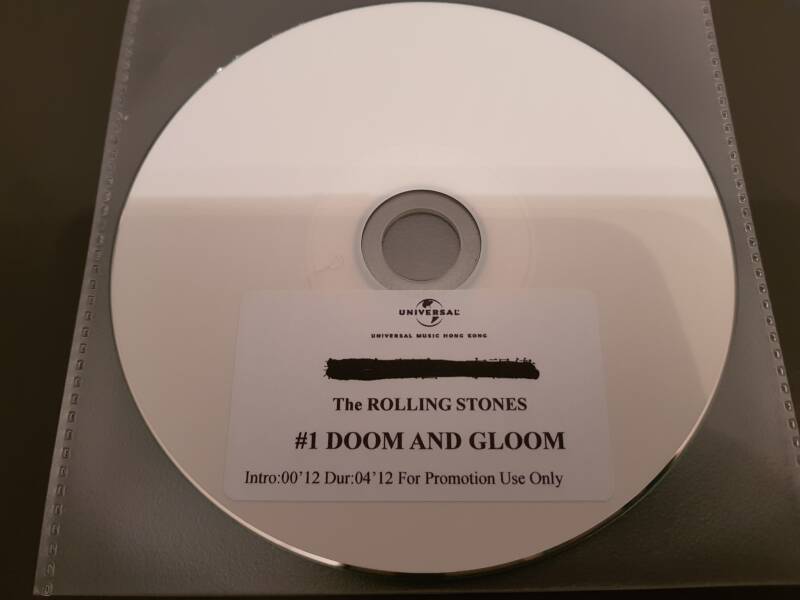 UNIVERSAL
UNIVERSAL MUSIC HONG KONG
The ROLLING STONES
#1 DOOM AND GLOOM
Intro:00’12 Dur:04’12 For Promotion Use Only